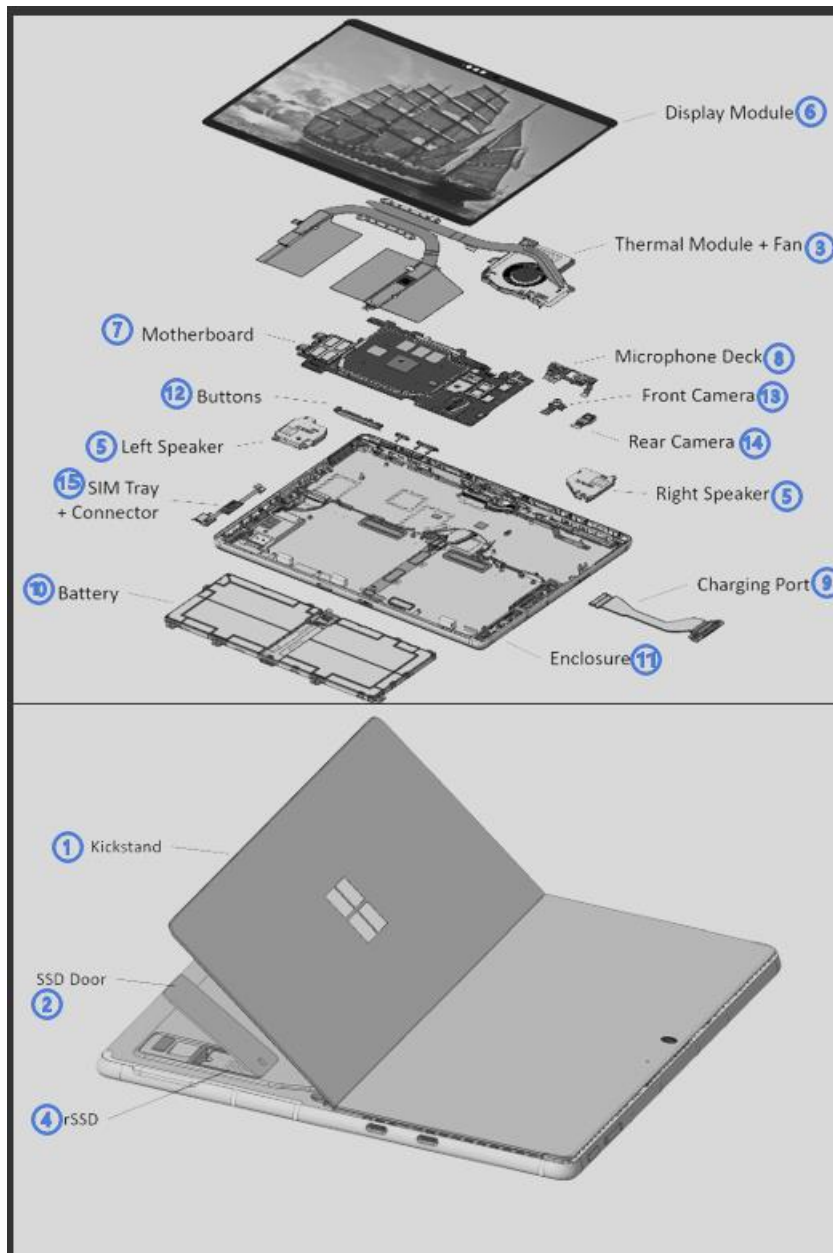 Display Module 6
Thermal Module + Fan 3
7 Motherboard
Microphone Deck 8
12 Buttons
Front Camera 13
5 Left Speaker
Rear Camera 14
15 SIM Tray
+ Connector
Right Speaker 5
10 Battery
Charging Port 9
Enclosure 11
1 Kickstand
SSD Door
2
4 rSSD